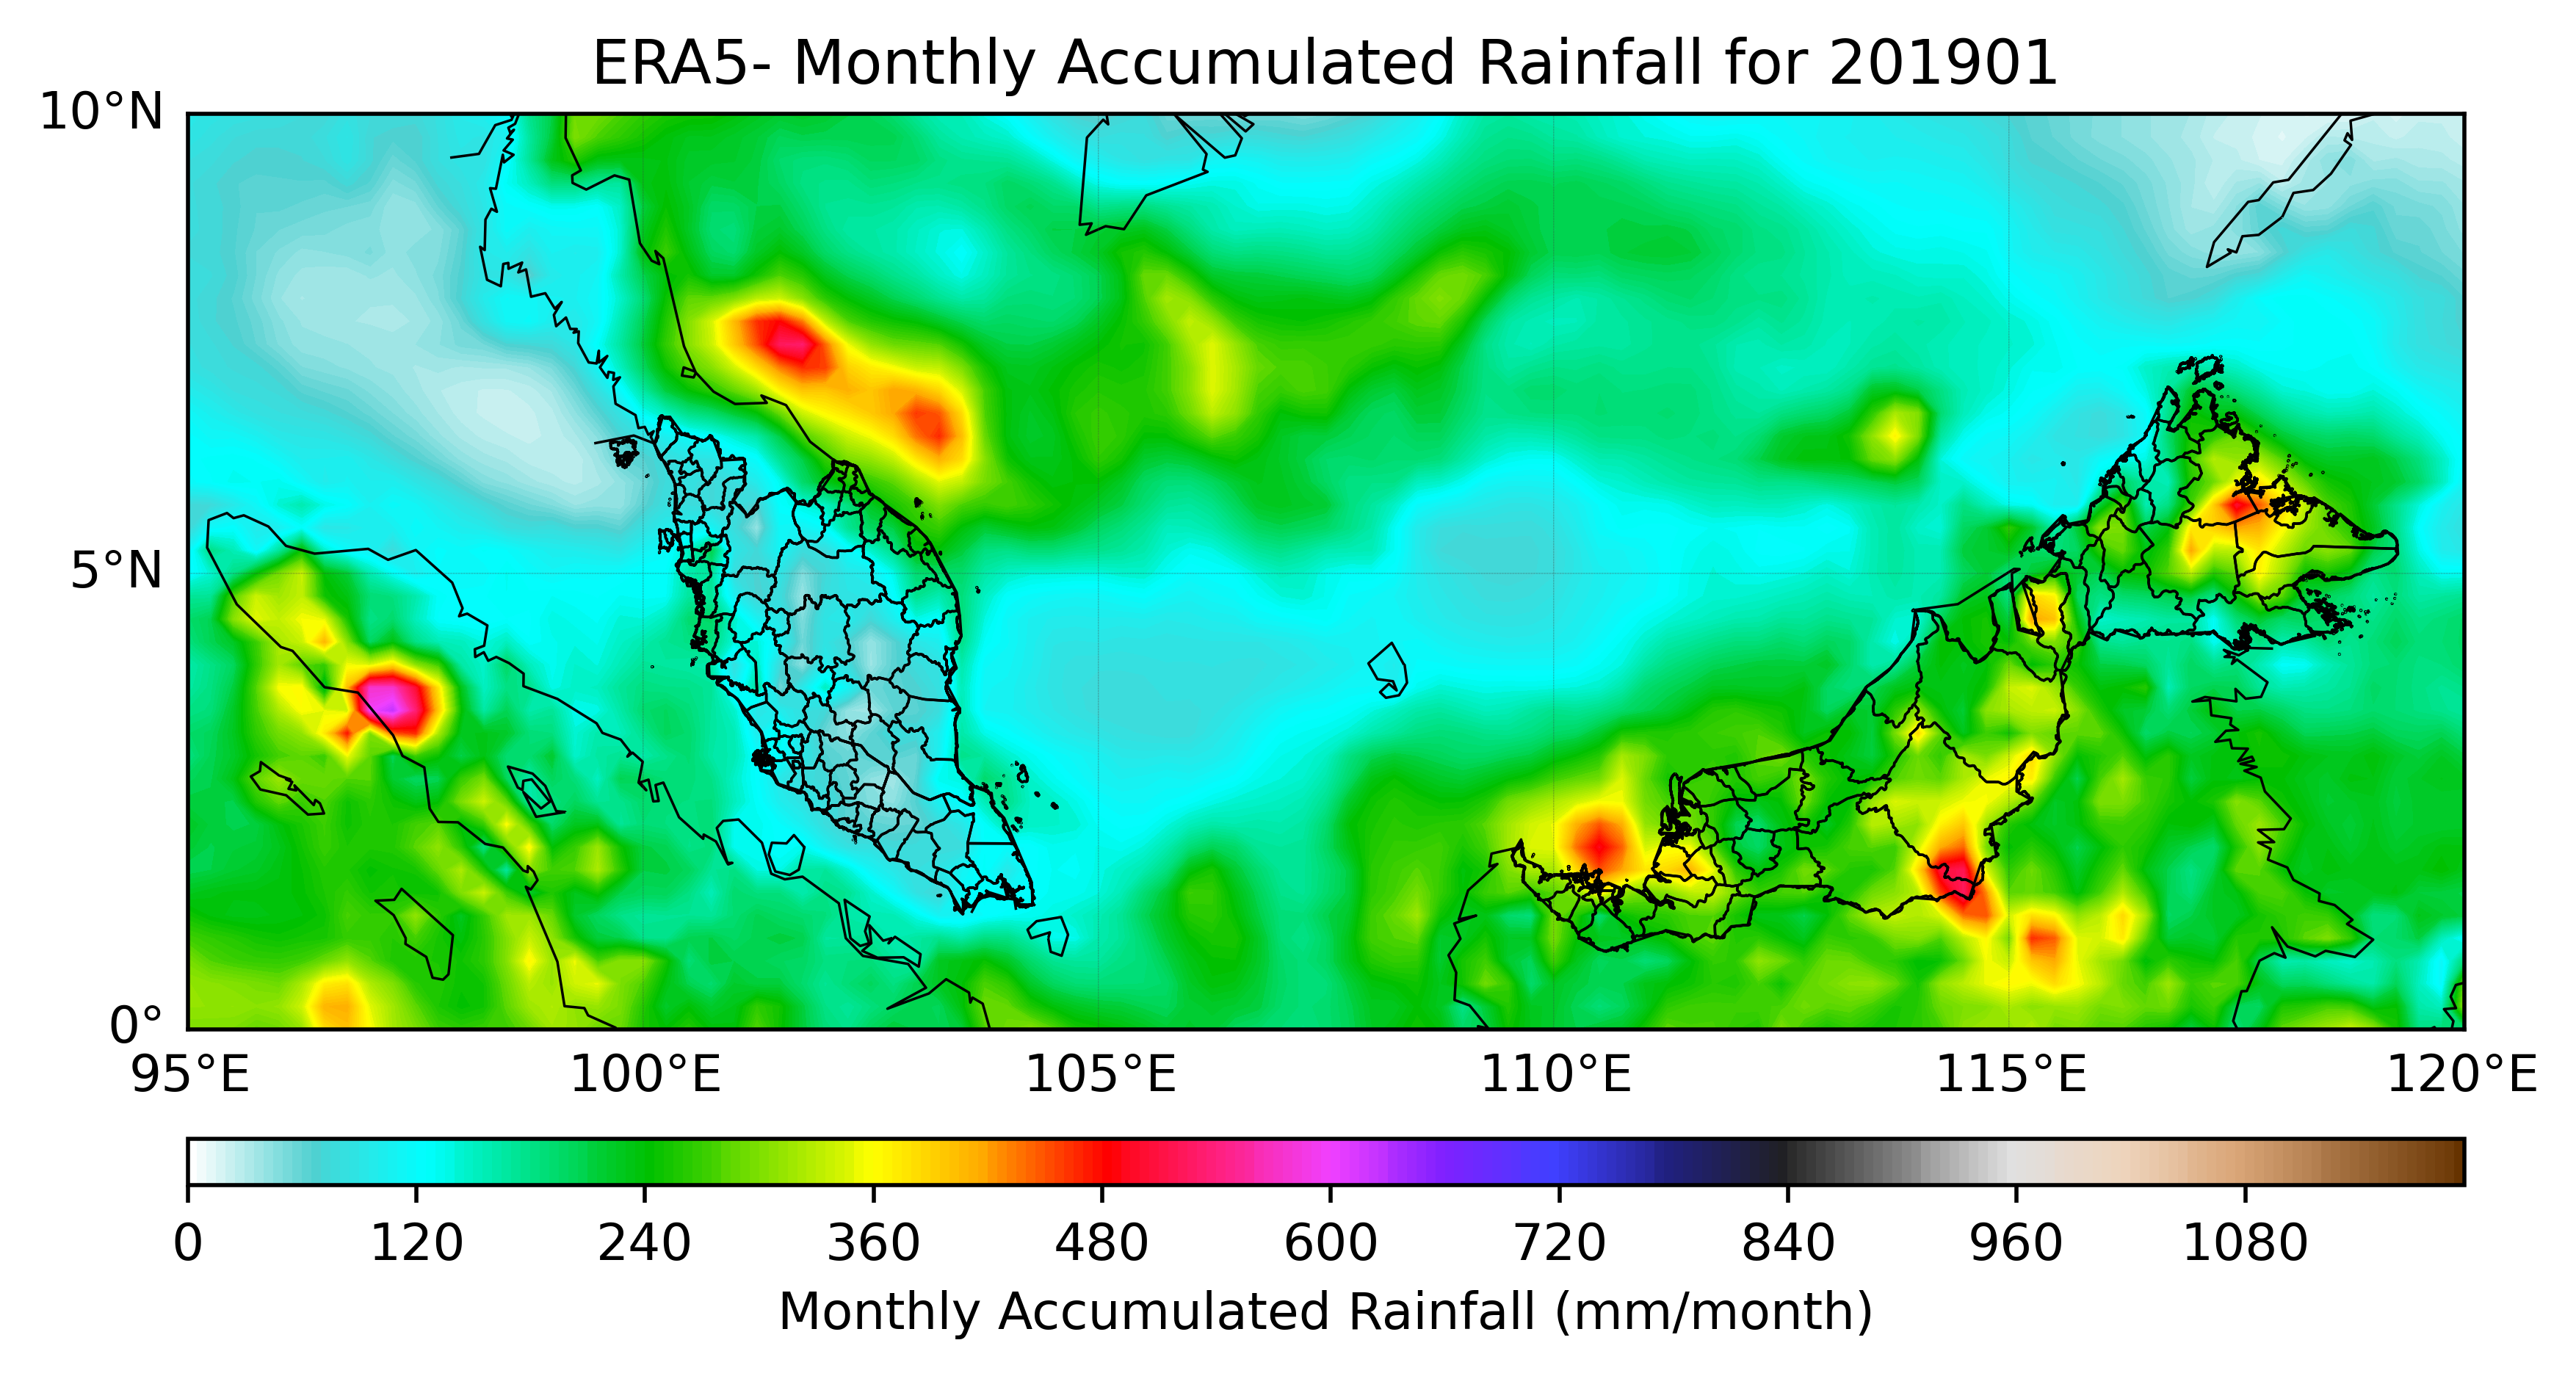 ERA5- Monthly Accumulated Rainfall for 201901
10°N
5°N
0°
95°E 100°E 105°E 110°E 115°E 120°E
0 120 240 360 480 600 720 840 960 1080
Monthly Accumulated Rainfall (mm/month)